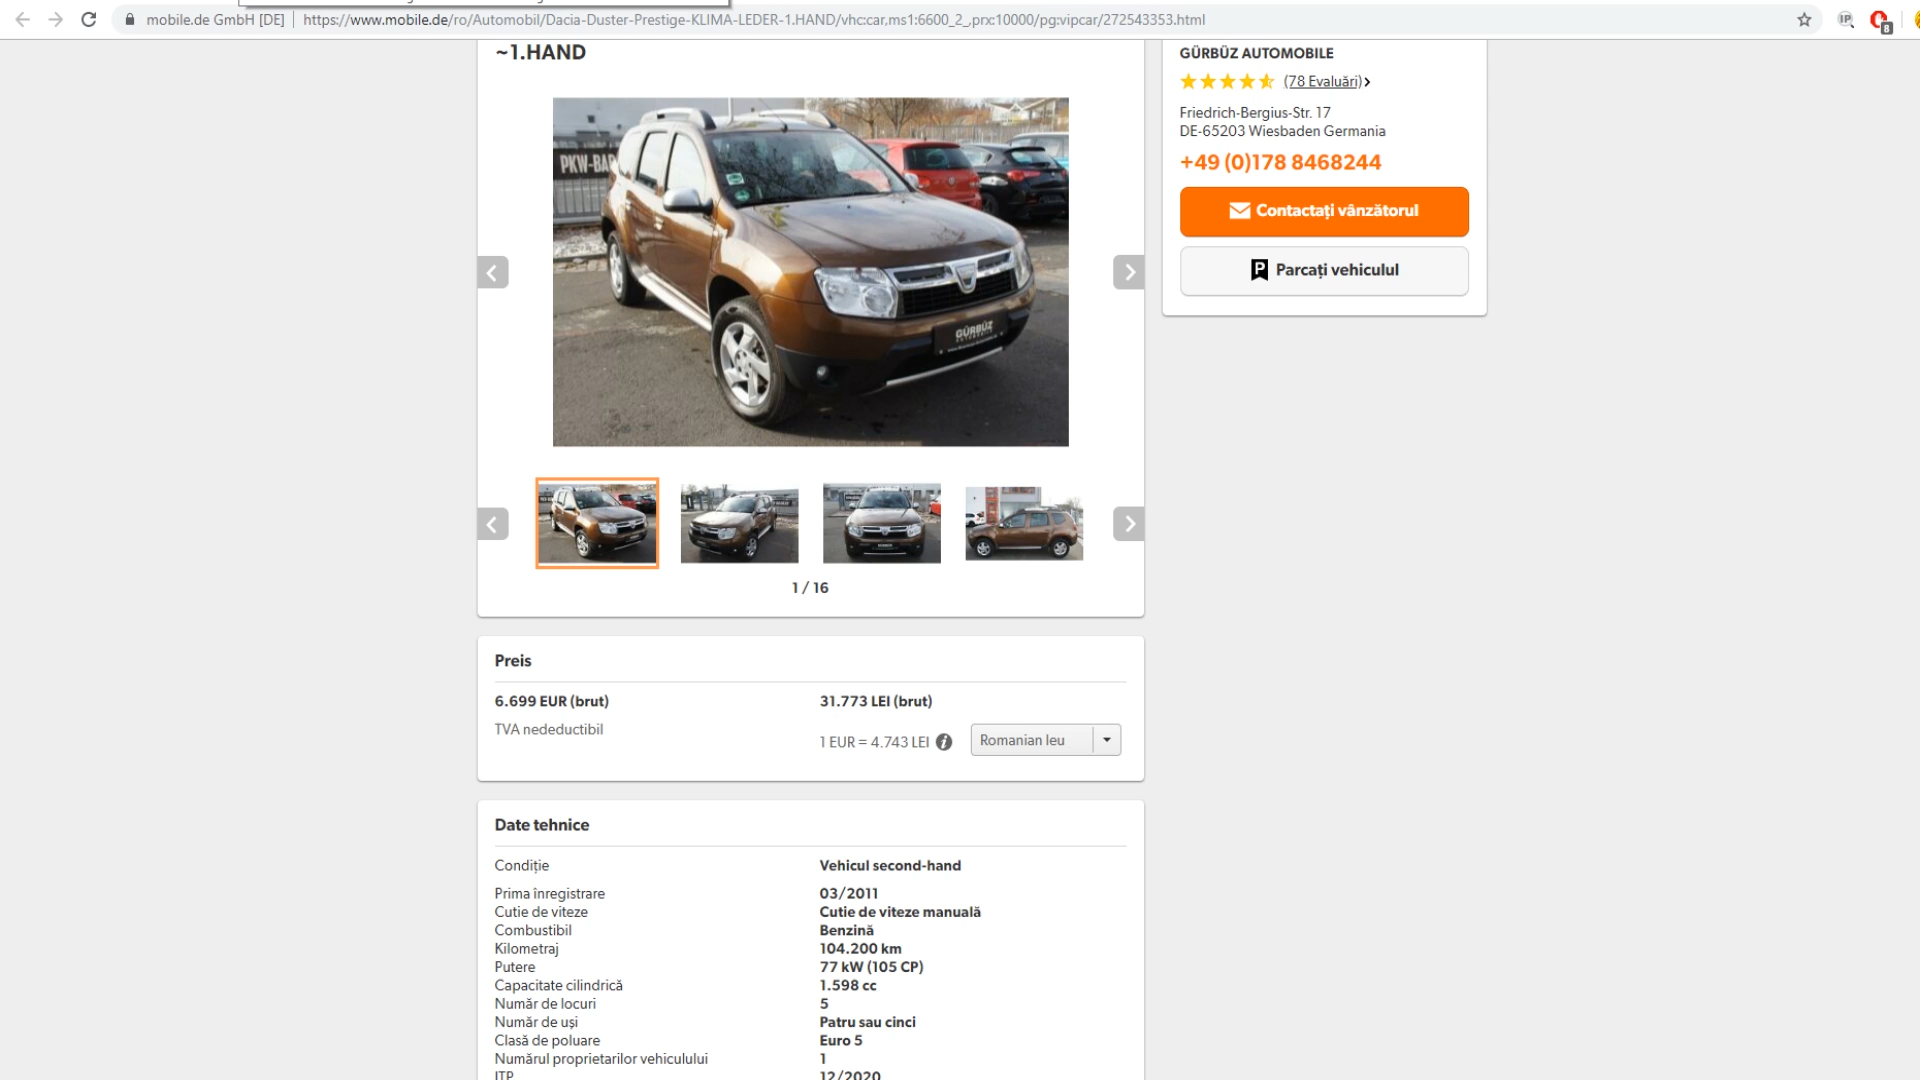 mobile.de GmbH [DE] | https://www.mobile.de/ro/Automobil/Dacia-Duster-Prestige-KLIMA-LEDER-1.HAND/vhc:car,ms1:6600_2_,prx:10000/pg:vipcar/272543353.html
IP
8
~1.HAND
PKW-BAR
GÜRBÜZ
1 / 16
GÜRBÜZ AUTOMOBILE
(78 Evaluări)
Friedrich-Bergius-Str. 17
DE-65203 Wiesbaden Germania
+49 (0)178 8468244
Contactați vânzătorul
P Parcați vehiculul
Preis
6.699 EUR (brut) 31.773 LEI (brut)
TVA nedeductibil
1 EUR = 4.743 LEI i Romanian leu
Date tehnice
Condiție Vehicul second-hand
Prima înregistrare 03/2011
Cutie de viteze Cutie de viteze manuală
Combustibil Benzină
Kilometraj 104.200 km
Putere 77 kW (105 CP)
Capacitate cilindrică 1.598 cc
Număr de locuri 5
Număr de uși Patru sau cinci
Clasă de poluare Euro 5
Numărul proprietarilor vehiculului 1
ITP 12/2020